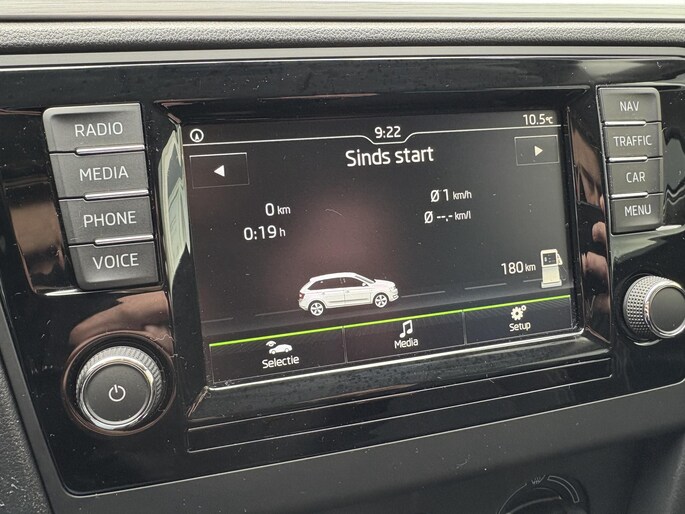 RADIO
MEDIA
PHONE
VOICE
9:22
10.5°C
Sinds start
0 km
0:19 h
Ø 1 km/h
Ø --,- km/l
180 km
Selectie
Media
Setup
NAV
TRAFFIC
CAR
MENU